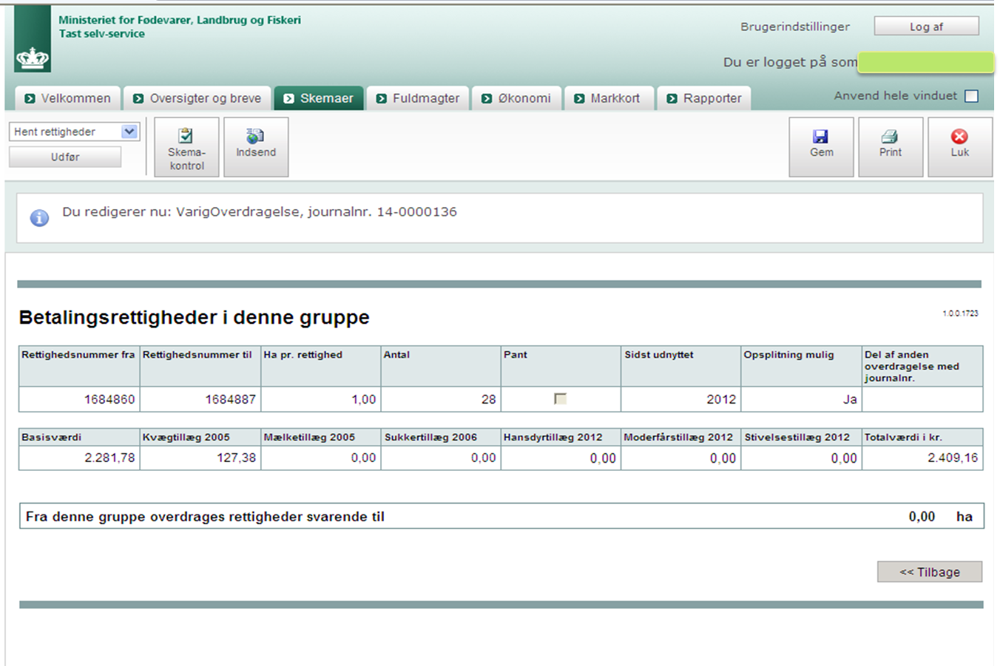 Ministeriet for Fødevarer, Landbrug og Fiskeri
Tast selv-service
Brugerindstillinger
Log af
Du er logget på som
Velkommen
Oversigter og breve
Skemaer
Fuldmagter
Økonomi
Markkort
Rapporter
Anvend hele vinduet
Hent rettigheder
Udfør
Skema-
kontrol
Indsend
Gem
Print
Luk
Du redigerer nu: VarigOverdragelse, journalnr. 14-0000136
Betalingsrettigheder i denne gruppe
1.0.0.1723
Rettighedsnummer fra Rettighedsnummer til Ha pr. rettighed Antal Pant Sidst udnyttet Opsplitning mulig Del af anden
overdragelse med
journalnr.
1684860 1684887 1,00 28 2012 Ja
Basisværdi Kvægtillæg 2005 Mælketillæg 2005 Sukkertillæg 2006 Hansdyrtillæg 2012 Moderfårstillæg 2012 Stivelsestillæg 2012 Totalværdi i kr.
2.281,78 127,38 0,00 0,00 0,00 0,00 0,00 2.409,16
Fra denne gruppe overdrages rettigheder svarende til 0,00 ha
<< Tilbage